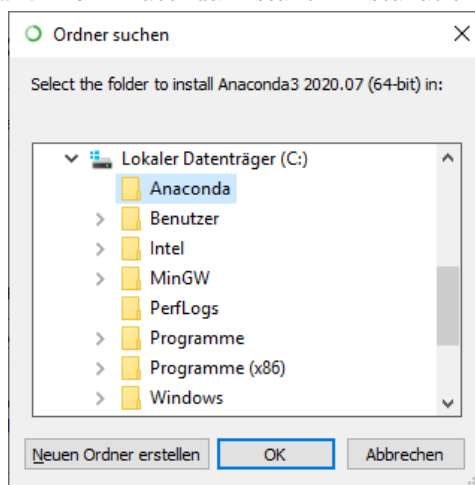 Ordner suchen
Select the folder to install Anaconda3 2020.07 (64-bit) in:
Lokaler Datenträger (C:)
Anaconda
Benutzer
Intel
MinGW
PerfLogs
Programme
Programme (x86)
Windows
Neuen Ordner erstellen OK Abbrechen